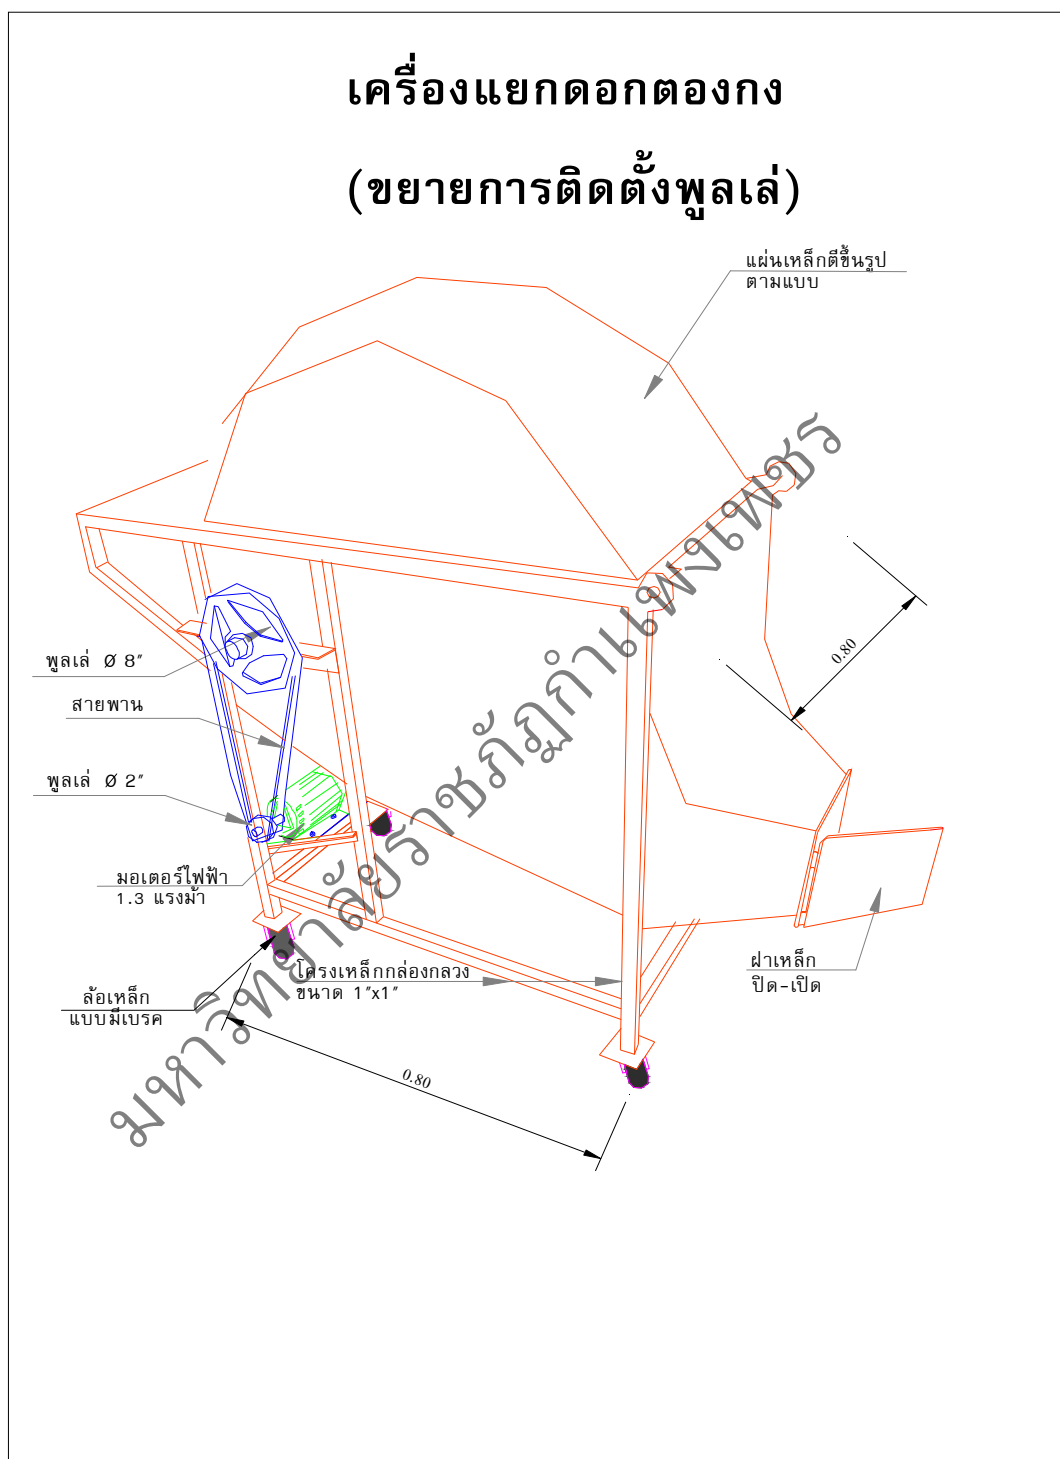 เครื่องแยกดอกตองกง
(ขยายการติดตั้งพูลเล่)
แผ่นเหล็กตีขึ้นรูป
ตามแบบ
0.80
พูลเล่ Ø 8"
สายพาน
พูลเล่ Ø 2"
มอเตอร์ไฟฟ้า
1.3 แรงม้า
ล้อเหล็ก
แบบมีเบรค
โครงเหล็กกล่องกลวง
ขนาด 1"x1"
ฝาเหล็ก
ปิด-เปิด
0.80
มหาวิทยาลัยราชภัฏกำแพงเพชร